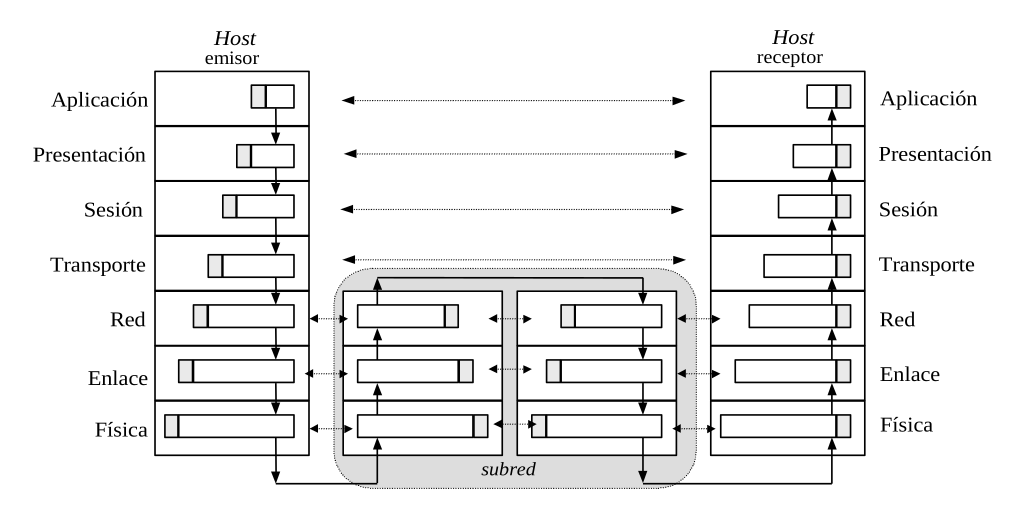 Host
emisor
Host
receptor
Aplicación
Aplicación
Presentación
Presentación
Sesión
Sesión
Transporte
Transporte
Red
Red
Enlace
Enlace
Física
Física
subred